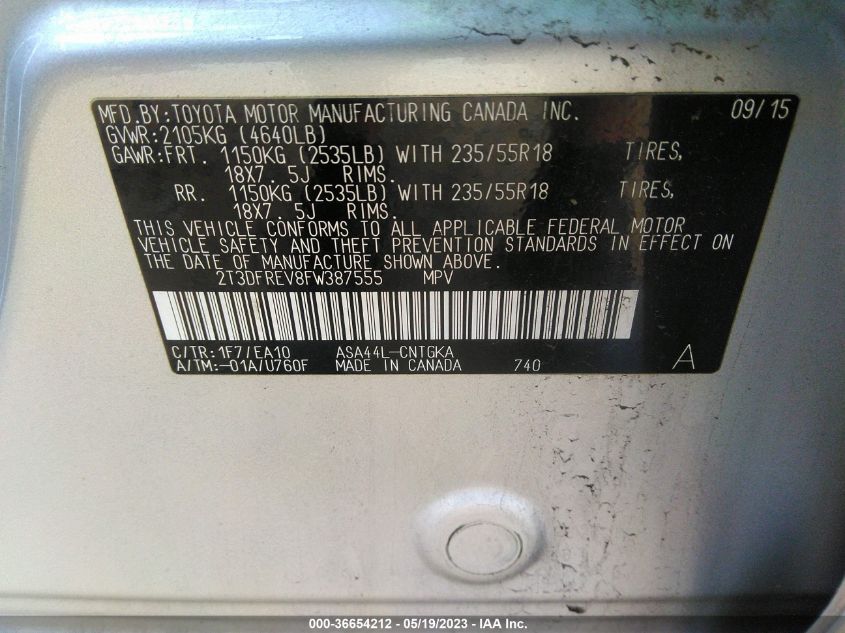 MFD.BY:TOYOTA MOTOR MANUFACTURING CANADA INC. 09/15
GVWR:2105KG (4640LB)
GAWR:FRT. 1150KG (2535LB) WITH 235/55R18 TIRES,
18X7. 5J RIMS.
RR. 1150KG (2535LB) WITH 235/55R18 TIRES,
18X7. 5J RIMS.
THIS VEHICLE CONFORMS TO ALL APPLICABLE FEDERAL MOTOR
VEHICLE SAFETY AND THEFT PREVENTION STANDARDS IN EFFECT ON
THE DATE OF MANUFACTURE SHOWN ABOVE.
2T3DFREV8FW387555 MPV
C/TR:1F7/EA10 ASA44L-CNTGKA
A/TM:-01A/U760F MADE IN CANADA 740 A
000-36654212 - 05/19/2023 - IAA Inc.